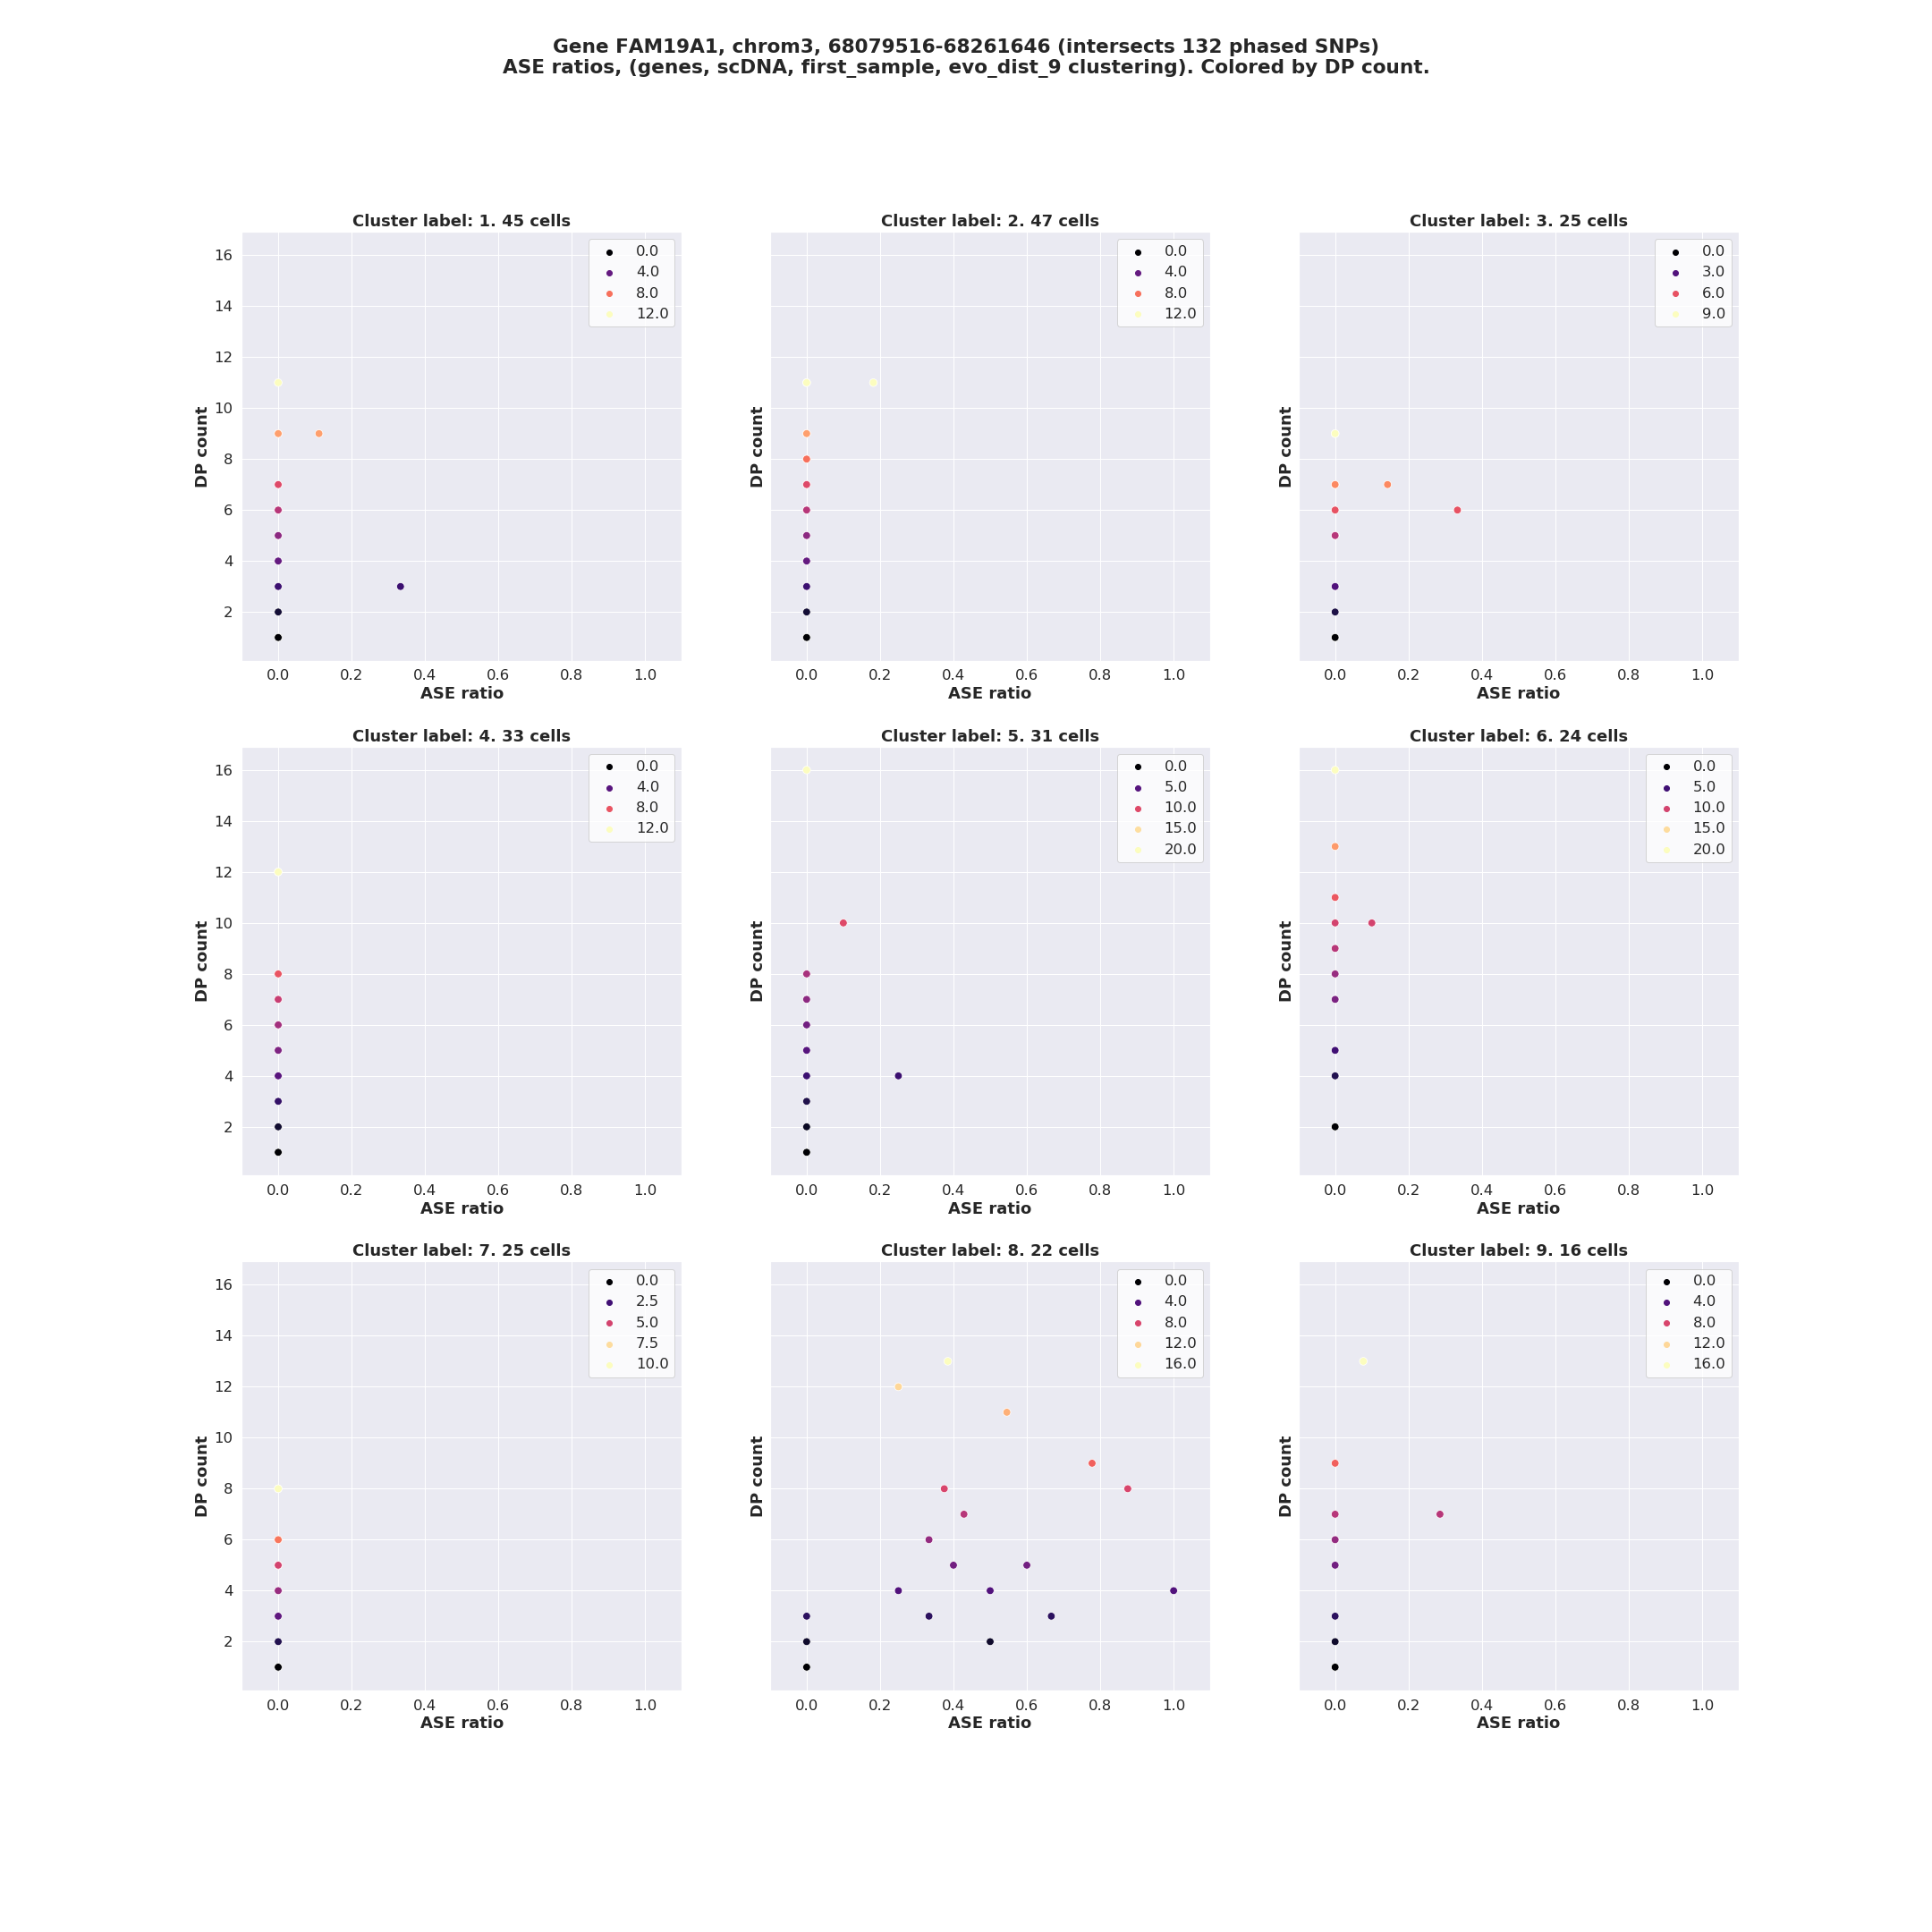 Gene FAM19A1, chrom3, 68079516-68261646 (intersects 132 phased SNPs)
ASE ratios, (genes, scDNA, first_sample, evo_dist_9 clustering). Colored by DP count.
Cluster label: 1. 45 cells
16
14
12
10
8
6
4
2
DP count
0.0
4.0
8.0
12.0
0.0 0.2 0.4 0.6 0.8 1.0
ASE ratio
Cluster label: 2. 47 cells
DP count
0.0
4.0
8.0
12.0
0.0 0.2 0.4 0.6 0.8 1.0
ASE ratio
Cluster label: 3. 25 cells
DP count
0.0
3.0
6.0
9.0
0.0 0.2 0.4 0.6 0.8 1.0
ASE ratio
Cluster label: 4. 33 cells
16
14
12
10
8
6
4
2
DP count
0.0
4.0
8.0
12.0
0.0 0.2 0.4 0.6 0.8 1.0
ASE ratio
Cluster label: 5. 31 cells
DP count
0.0
5.0
10.0
15.0
20.0
0.0 0.2 0.4 0.6 0.8 1.0
ASE ratio
Cluster label: 6. 24 cells
DP count
0.0
5.0
10.0
15.0
20.0
0.0 0.2 0.4 0.6 0.8 1.0
ASE ratio
Cluster label: 7. 25 cells
16
14
12
10
8
6
4
2
DP count
0.0
2.5
5.0
7.5
10.0
0.0 0.2 0.4 0.6 0.8 1.0
ASE ratio
Cluster label: 8. 22 cells
DP count
0.0
4.0
8.0
12.0
16.0
0.0 0.2 0.4 0.6 0.8 1.0
ASE ratio
Cluster label: 9. 16 cells
DP count
0.0
4.0
8.0
12.0
16.0
0.0 0.2 0.4 0.6 0.8 1.0
ASE ratio